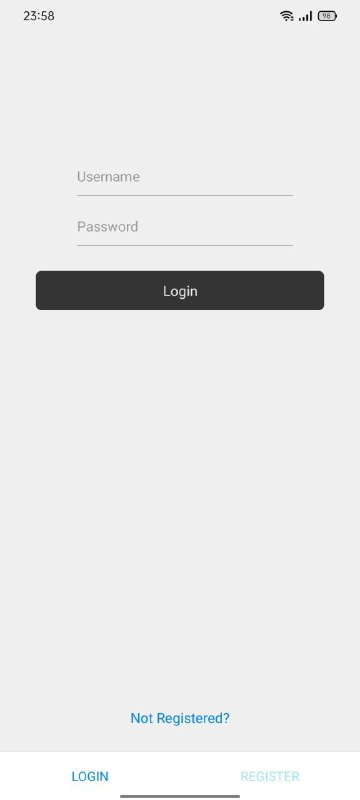 23:58
98
Username
Password
Login
Not Registered?
LOGIN
REGISTER